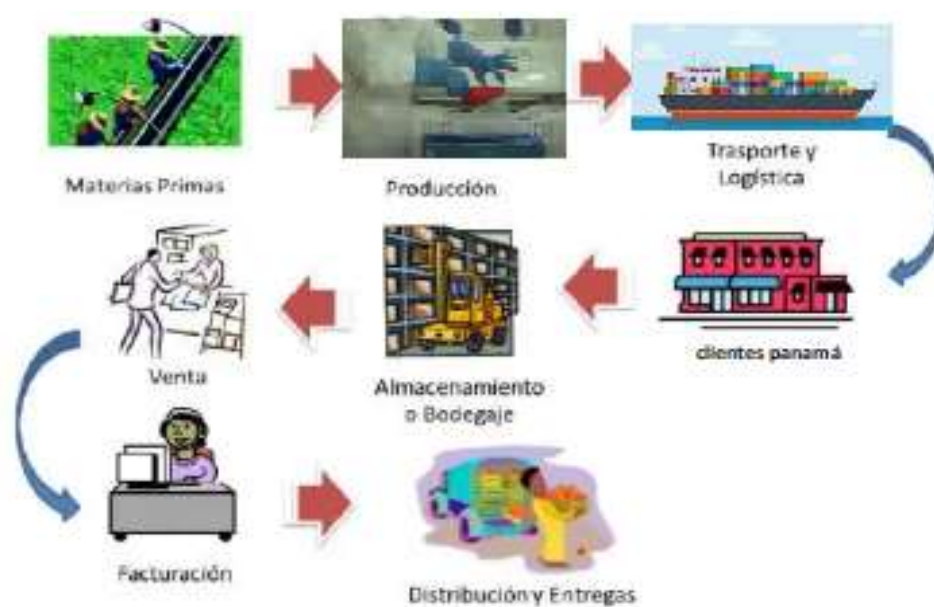 Materias Primas
Producción
Trasporte y
Logística
clientes panamá
Almacenamiento
o Bodegaje
Venta
Facturación
Distribución y Entregas